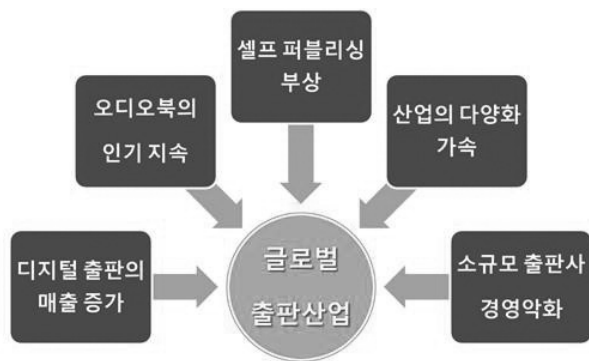 셀프 퍼블리싱
부상
오디오북의
인기 지속
산업의 다양화
가속
디지털 출판의
매출 증가
글로벌
출판산업
소규모 출판사
경영악화